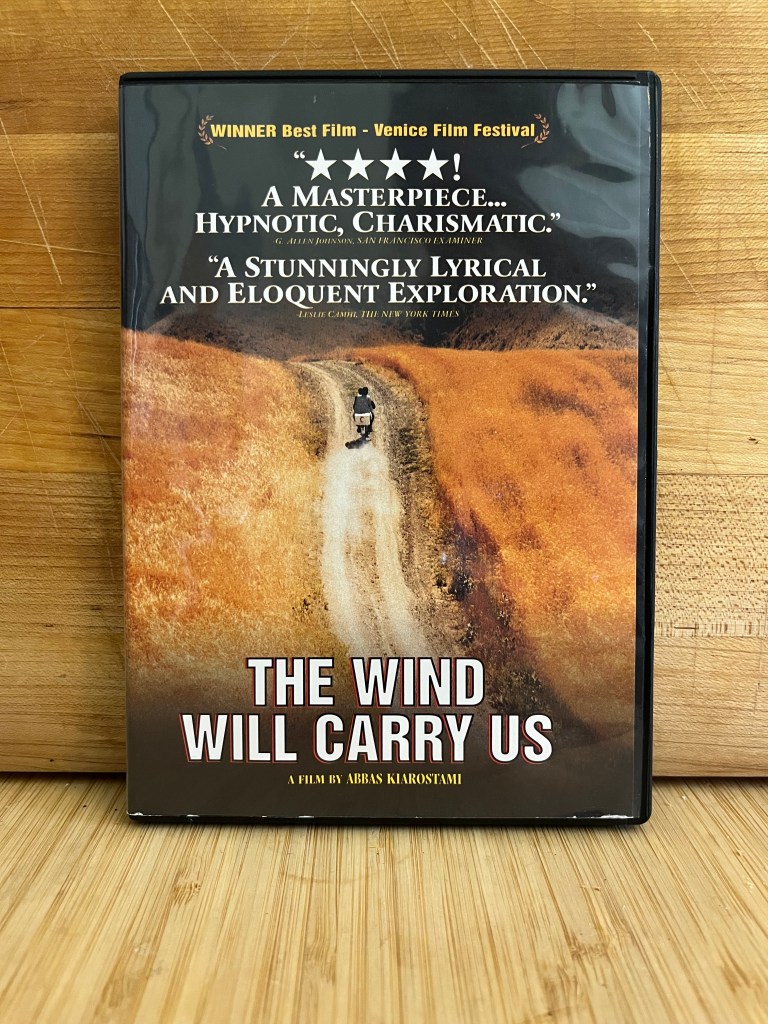 WINNER Best Film - Venice Film Festival
"★★★★!
A MASTERPIECE...
HYPNOTIC, CHARISMATIC."
-G. ALLEN JOHNSON, SAN FRANCISCO EXAMINER
"A STUNNINGLY LYRICAL
AND ELOQUENT EXPLORATION."
-LESLIE CAMHI, THE NEW YORK TIMES
THE WIND
WILL CARRY US
A FILM BY ABBAS KIAROSTAMI